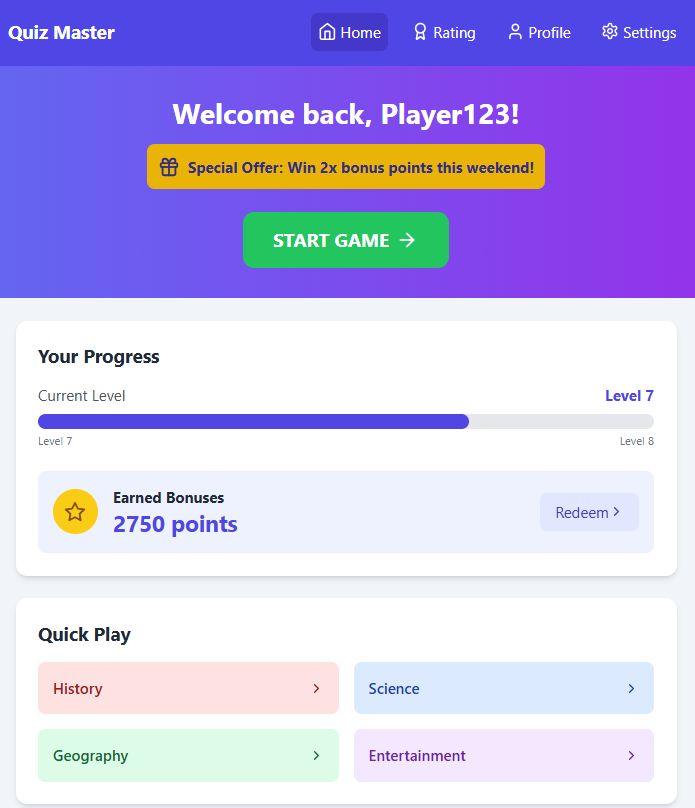 Quiz Master
Home
Rating
Profile
Settings
Welcome back, Player123!
Special Offer: Win 2x bonus points this weekend!
START GAME
Your Progress
Current Level
Level 7
Level 7
Level 8
Earned Bonuses
2750 points
Redeem
Quick Play
History
Science
Geography
Entertainment